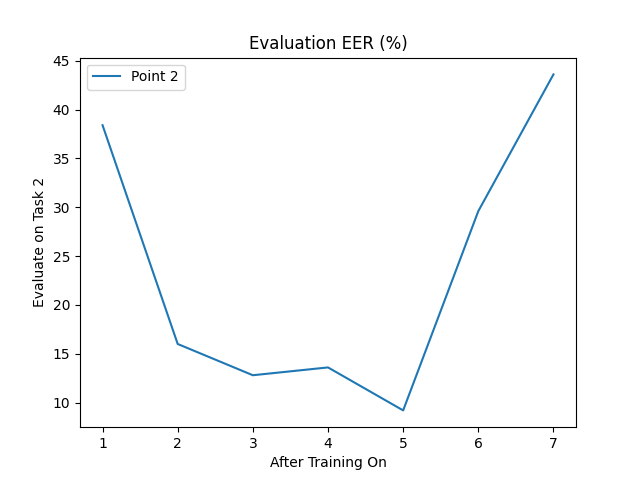 Evaluation EER (%)
Point 2
45
40
35
30
25
20
15
10
Evaluate on Task 2
1 2 3 4 5 6 7
After Training On